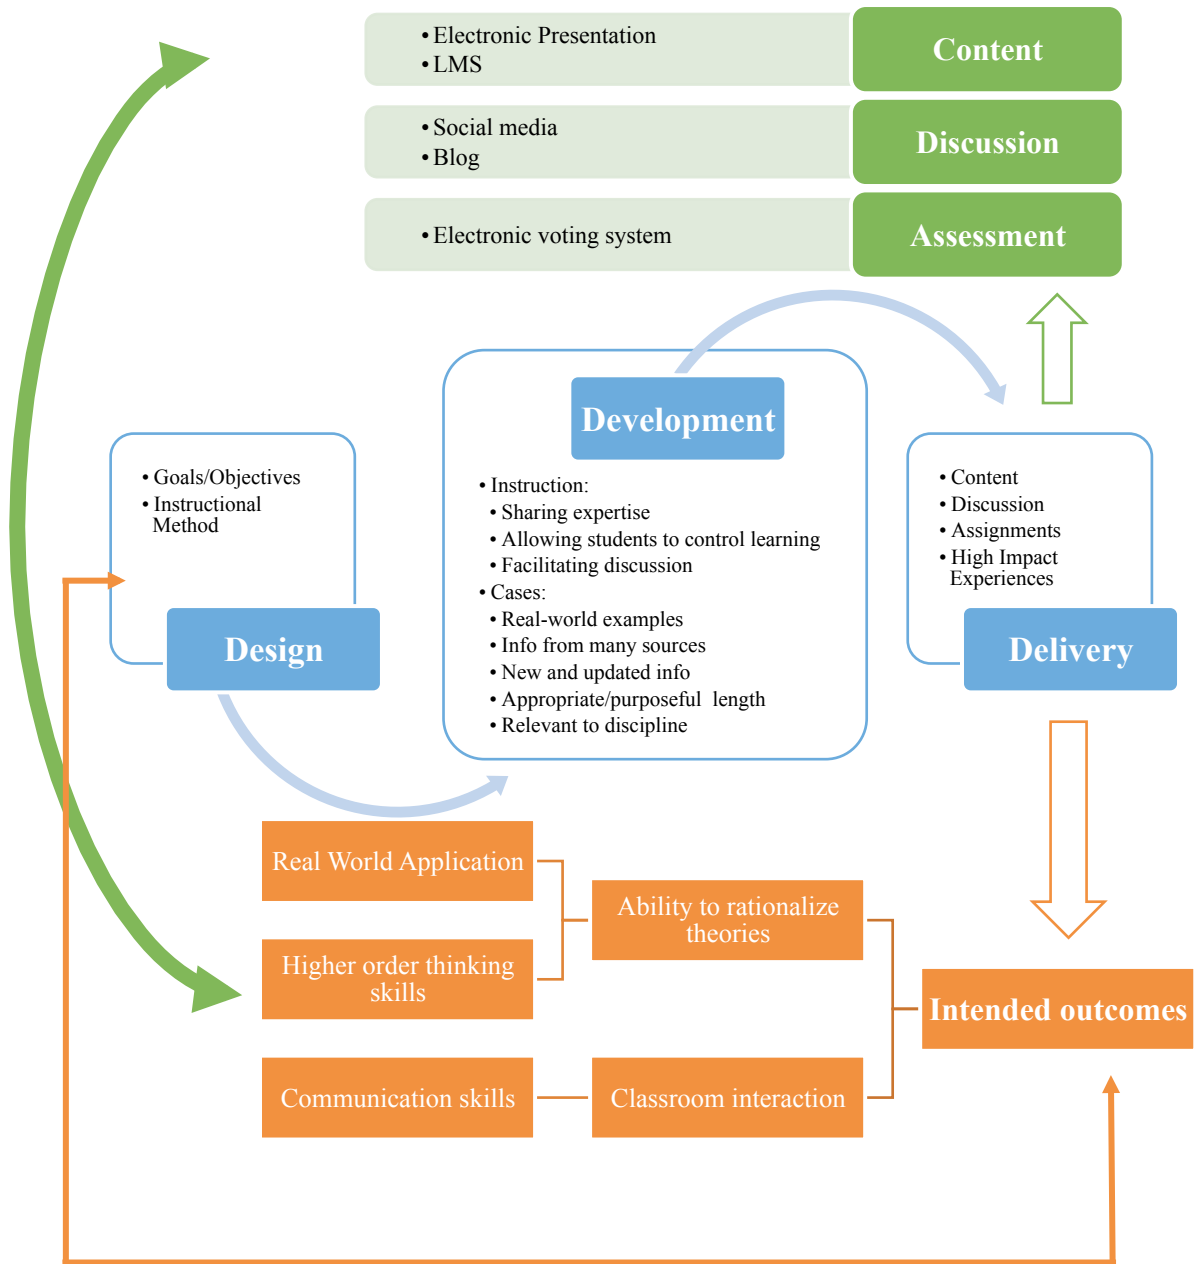 • Electronic Presentation
• LMS
Content
• Social media
• Blog
Discussion
• Electronic voting system
Assessment
• Goals/Objectives
• Instructional
Method
Design
Development
• Instruction:
• Sharing expertise
• Allowing students to control learning
• Facilitating discussion
• Cases:
• Real-world examples
• Info from many sources
• New and updated info
• Appropriate/purposeful length
• Relevant to discipline
• Content
• Discussion
• Assignments
• High Impact
Experiences
Delivery
Real World Application
Higher order thinking
skills
Ability to rationalize
theories
Communication skills
Classroom interaction
Intended outcomes